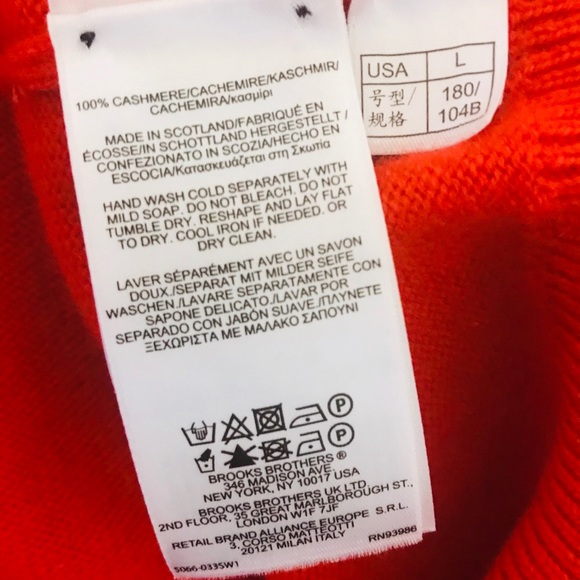 100% CASHMERE/CACHEMIRE/KASCHMIR/
CACHEMIRA/κασμίρι
MADE IN SCOTLAND/FABRIQUÉ EN
ÉCOSSE/IN SCHOTTLAND HERGESTELLT/
CONFEZIONATO IN SCOZIA/HECHO EN
ESCOCIA/Κατασκευάζεται στη Σκωτία
HAND WASH COLD SEPARATELY WITH
MILD SOAP. DO NOT BLEACH. DO NOT
TUMBLE DRY. RESHAPE AND LAY FLAT
TO DRY. COOL IRON IF NEEDED. OR
DRY CLEAN.
LAVER SÉPARÉMENT AVEC UN SAVON
DOUX./SEPARAT MIT MILDER SEIFE
WASCHEN./LAVARE SEPARATAMENTE CON
SAPONE DELICATO./LAVAR POR
SEPARADO CON JABÓN SUAVE./ΠΛΥΝΕΤΕ
ΞΕΧΩΡΙΣΤΑ ΜΕ ΜΑΛΑΚΟ ΣΑΠΟΥΝΙ
P
P
BROOKS BROTHERS ®
346 MADISON AVE.
NEW YORK, NY 10017 USA
BROOKS BROTHERS UK LTD
2ND FLOOR, 35 GREAT MARLBOROUGH ST.,
LONDON W1F 7JF
RETAIL BRAND ALLIANCE EUROPE S.R.L.
3, CORSO MATTEOTTI
20121 MILAN ITALY
RN93986
5066-0335W1
USA L
号型/ 180/
规格 104B